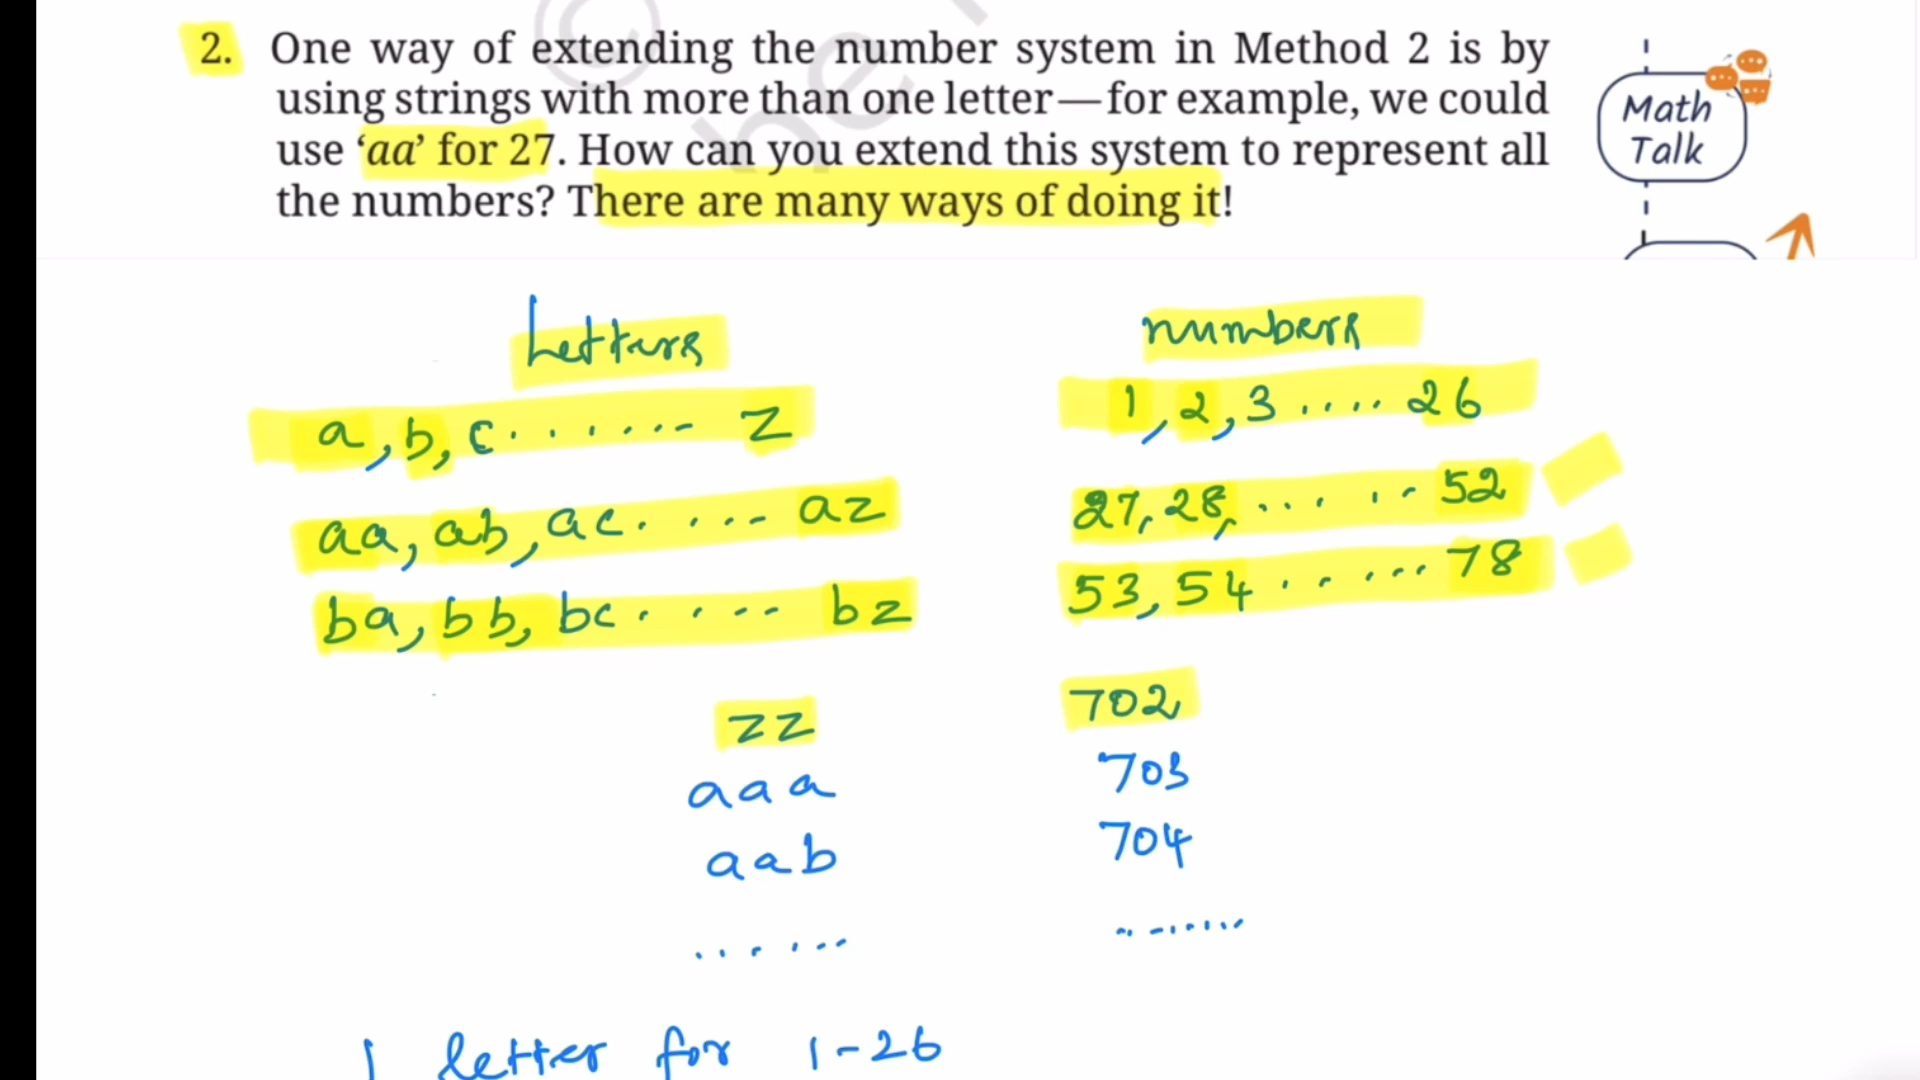 2. One way of extending the number system in Method 2 is by
using strings with more than one letter—for example, we could
use ‘aa’ for 27. How can you extend this system to represent all
the numbers? There are many ways of doing it!
Math
Talk
©
he
Letters numbers
a, b, c ....... z 1, 2, 3 .... 26
aa, ab, ac. .... az 27, 28, ... .. 52
ba, bb, bc. .... bz 53, 54 ...... 78
zz 702
aaa 703
aab 704
...... .......
1 letter for 1-26